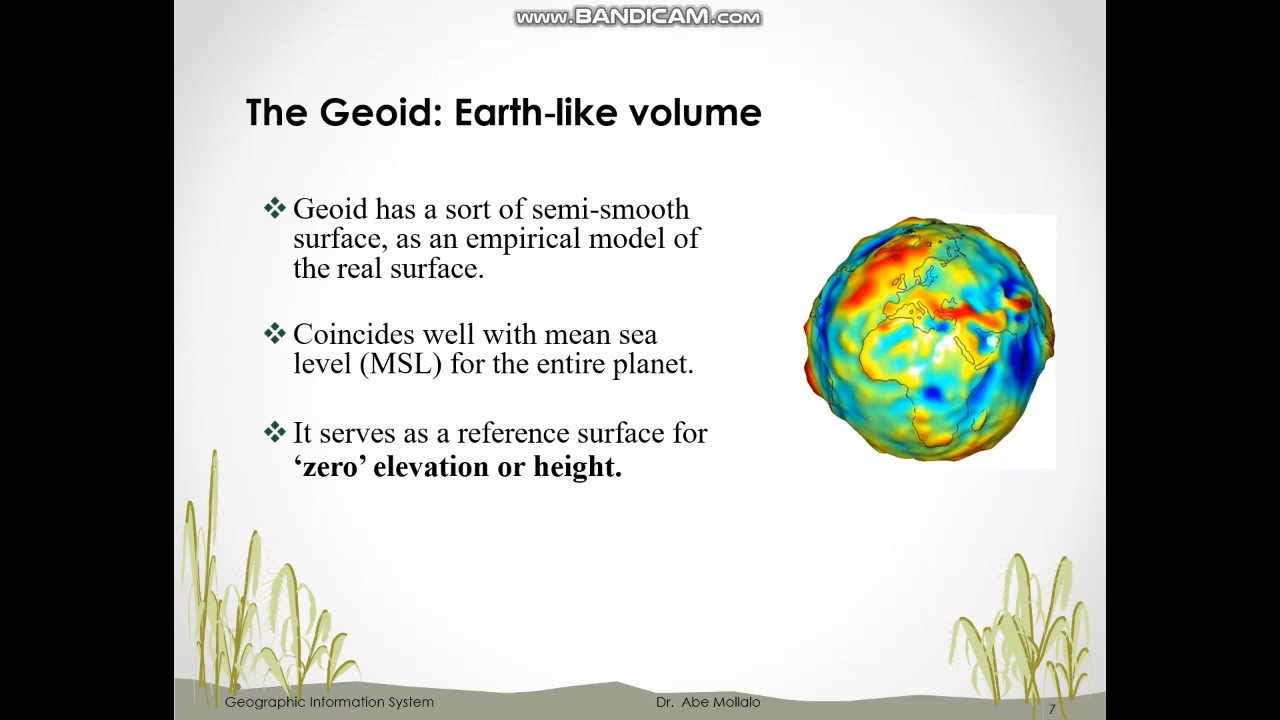 www.BANDICAM.com
The Geoid: Earth-like volume
❖ Geoid has a sort of semi-smooth
surface, as an empirical model of
the real surface.
❖ Coincides well with mean sea
level (MSL) for the entire planet.
❖ It serves as a reference surface for
‘zero’ elevation or height.
Geographic Information System
Dr. Abe Mollalo
7